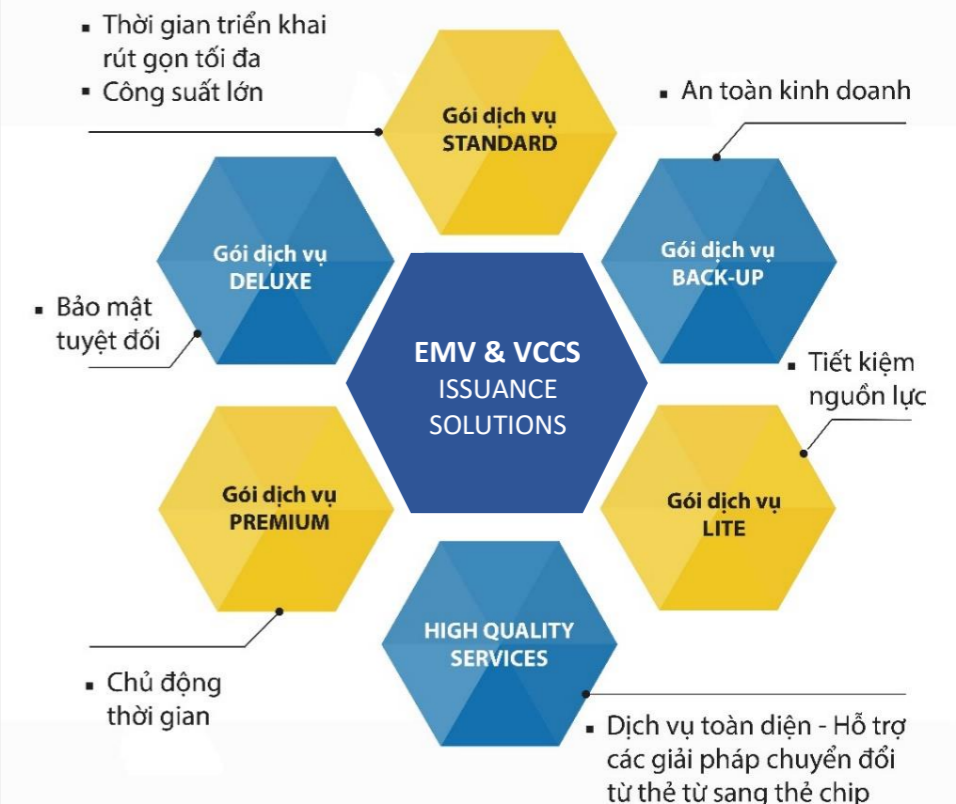 ▪ Thời gian triển khai
rút gọn tối đa
▪ Công suất lớn
Gói dịch vụ
STANDARD
▪ An toàn kinh doanh
Gói dịch vụ
DELUXE
Gói dịch vụ
BACK-UP
▪ Bảo mật
tuyệt đối
EMV & VCCS
ISSUANCE
SOLUTIONS
▪ Tiết kiệm
nguồn lực
Gói dịch vụ
PREMIUM
Gói dịch vụ
LITE
HIGH QUALITY
SERVICES
▪ Chủ động
thời gian
▪ Dịch vụ toàn diện - Hỗ trợ
các giải pháp chuyển đổi
từ thẻ từ sang thẻ chip